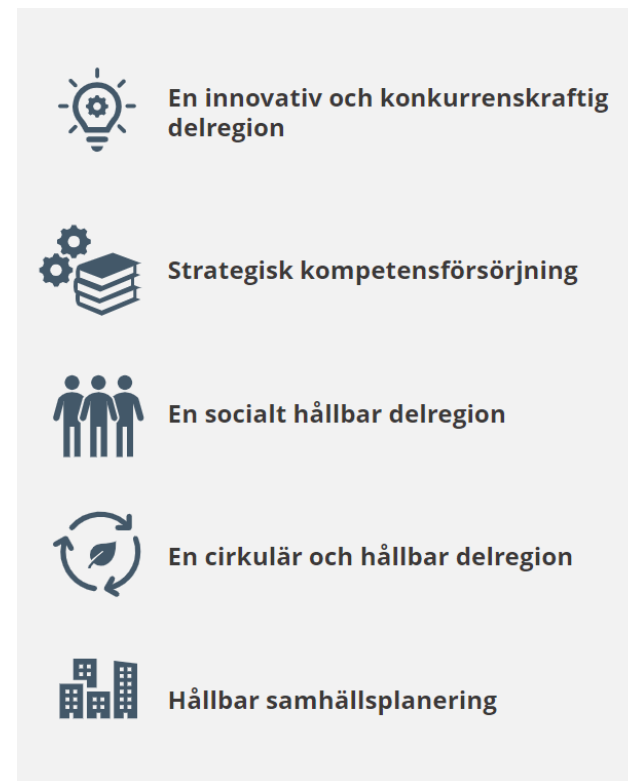 En innovativ och konkurrenskraftig
delregion
Strategisk kompetensförsörjning
En socialt hållbar delregion
En cirkulär och hållbar delregion
Hållbar samhällsplanering